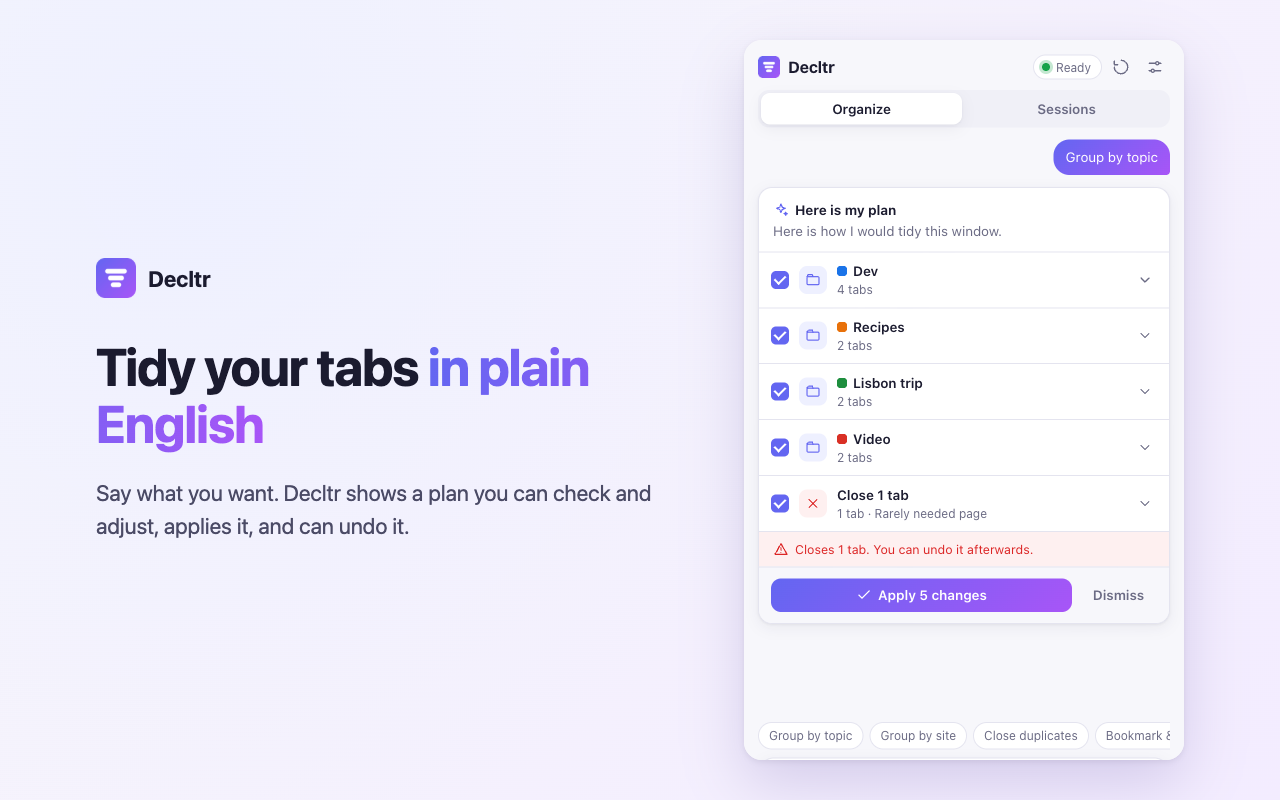 Decltr
Tidy your tabs in plain
English
Say what you want. Decltr shows a plan you can check and
adjust, applies it, and can undo it.
Decltr
Ready
Organize
Sessions
Group by topic
Here is my plan
Here is how I would tidy this window.
Dev
4 tabs
Recipes
2 tabs
Lisbon trip
2 tabs
Video
2 tabs
Close 1 tab
1 tab · Rarely needed page
Closes 1 tab. You can undo it afterwards.
Apply 5 changes
Dismiss
Group by topic
Group by site
Close duplicates
Bookmark &